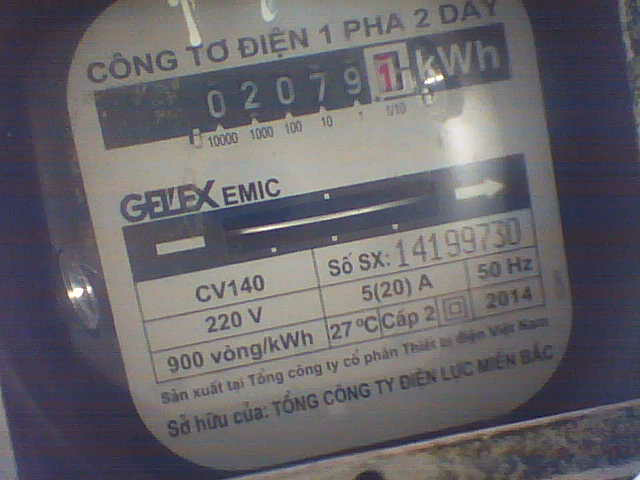 CÔNG TƠ ĐIỆN 1 PHA 2 DÂY
0 2 0 7 9 1 kWh
10000 1000 100 10 1 1/10
GELEX EMIC
CV140 Số SX: 14199730
220 V 5(20) A 50 Hz
900 vòng/kWh 27 °C Cấp 2 2014
Sản xuất tại Tổng công ty cổ phần Thiết bị điện Việt Nam
Sở hữu của: TỔNG CÔNG TY ĐIỆN LỰC MIỀN BẮC